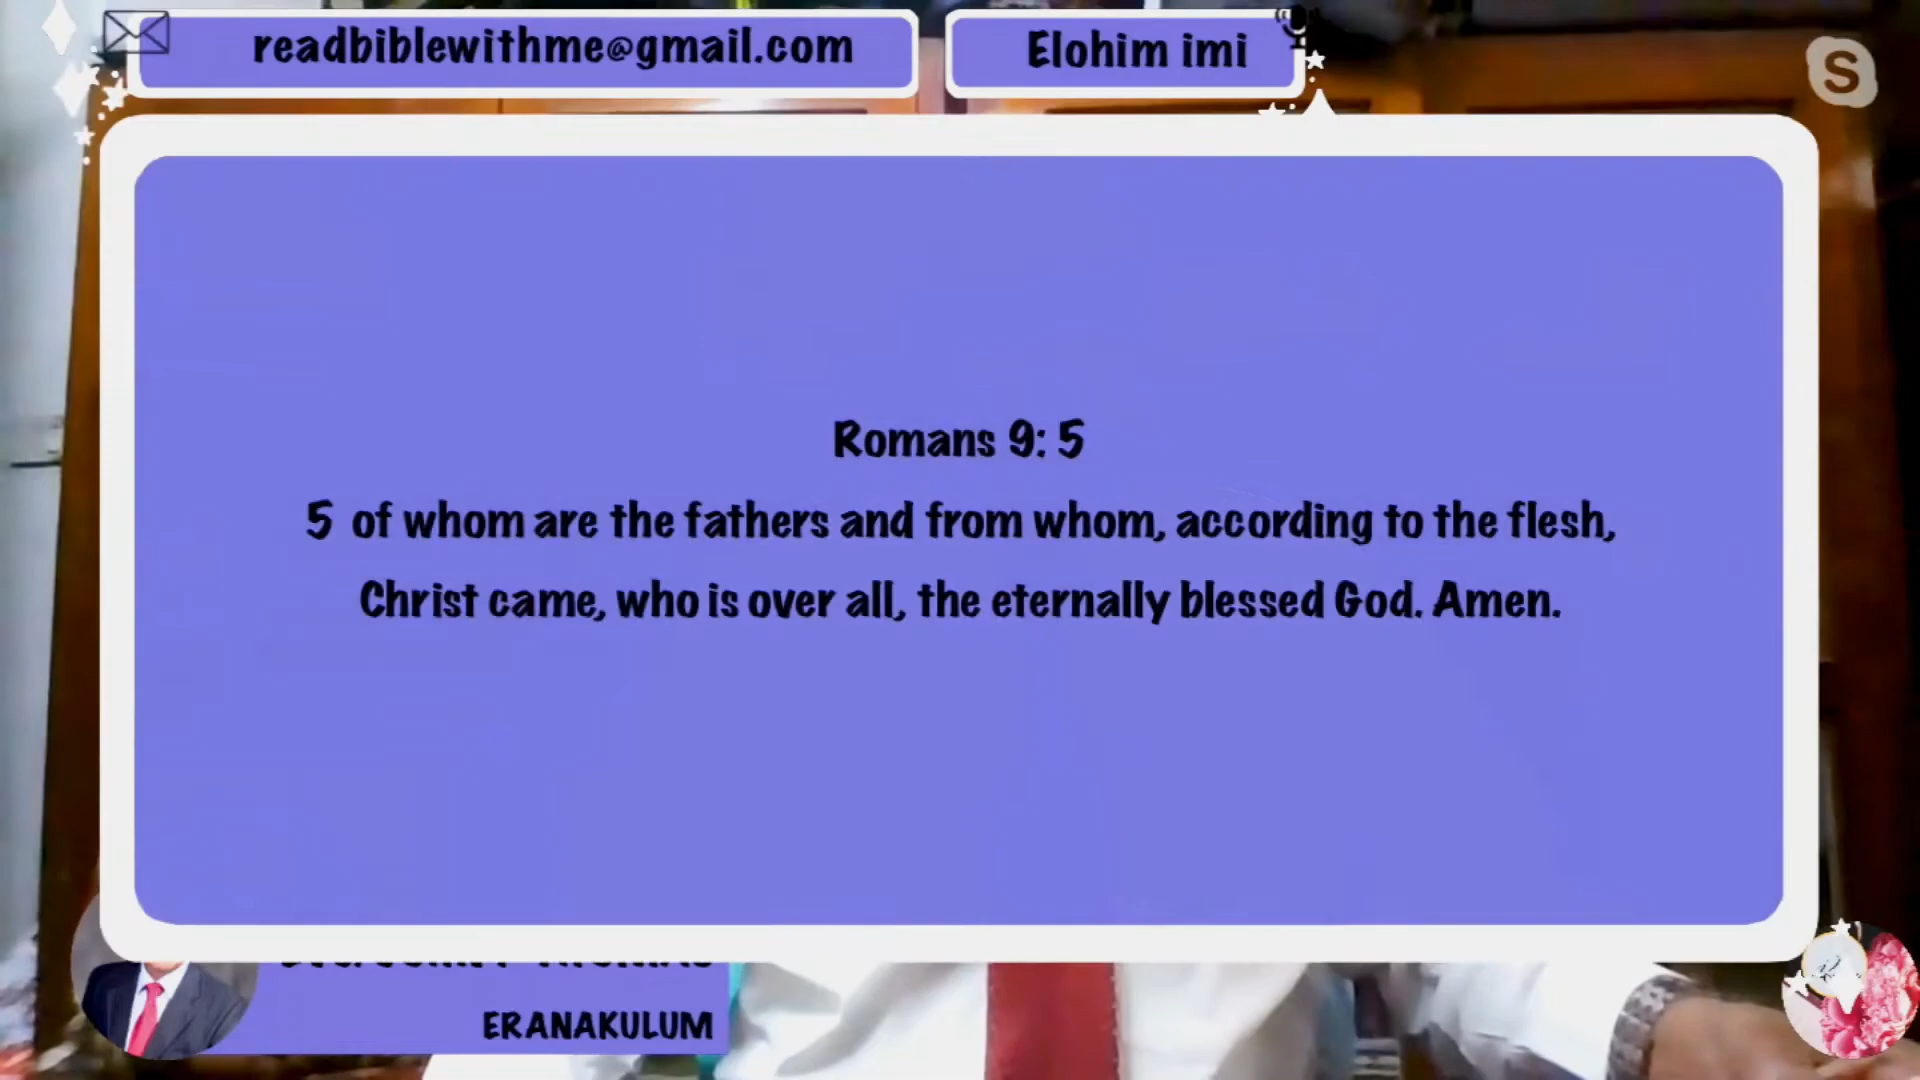 readbiblewithme@gmail.com
Elohim imi
S
Romans 9: 5
5 of whom are the fathers and from whom, according to the flesh,
Christ came, who is over all, the eternally blessed God. Amen.
ERANAKULUM